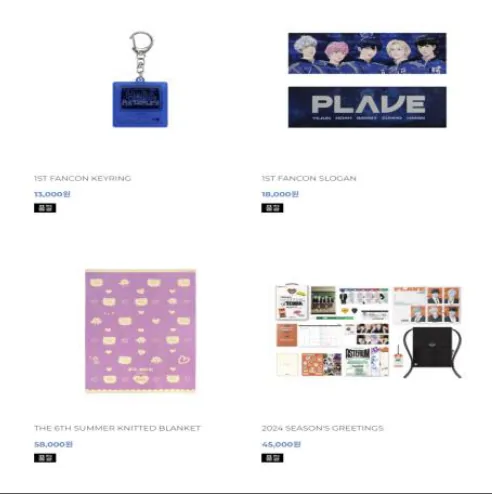 PLAVE
1ST FANCON KEYRING
1ST FANCON SLOGAN
13,000원
18,000원
품절
품절
THE 6TH SUMMER KNITTED BLANKET
2024 SEASON'S GREETINGS
58,000원
45,000원
품절
품절